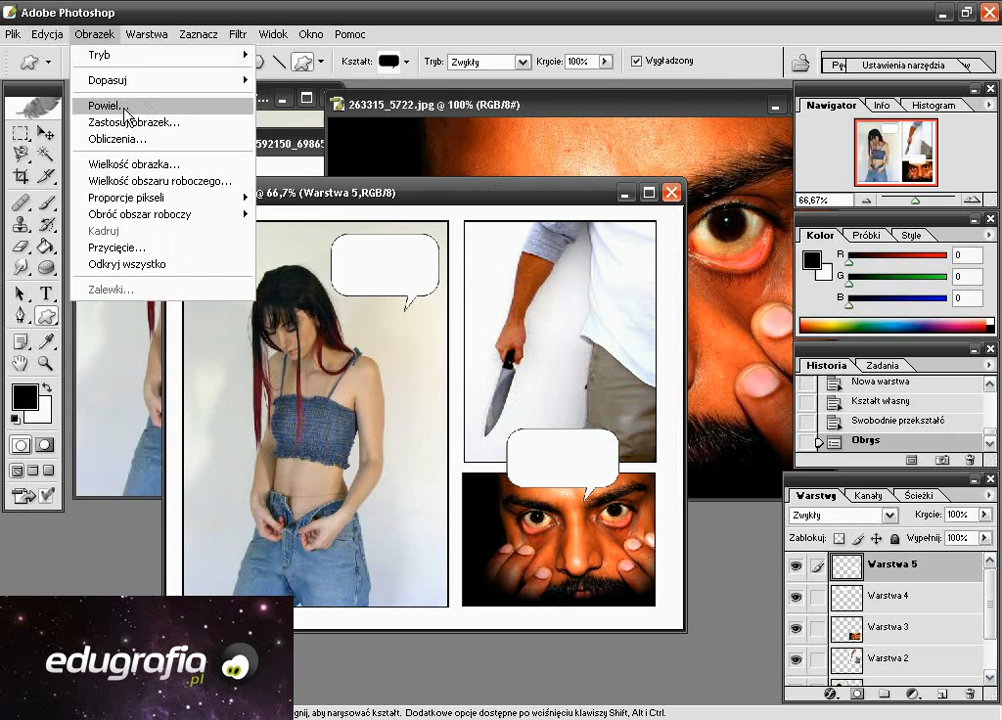 Adobe Photoshop
Plik Edycja Obrazek Warstwa Zaznacz Filtr Widok Okno Pomoc
Kształt: Tryb: Zwykły Krycie: 100% Wygładzony
Ustawienia narzędzia
Tryb
Dopasuj
Powiel...
Zastosuj obrazek...
Obliczenia...
Wielkość obrazka...
Wielkość obszaru roboczego...
Proporcje pikseli
Obróć obszar roboczy
Kadruj
Przycięcie...
Odkryj wszystko
Zalewki...
...
263315_5722.jpg @ 100% (RGB/8#)
592150_6986
@ 66,7% (Warstwa 5,RGB/8)
Nawigator Info Histogram
66,67%
Kolor Próbki Style
R 0
G 0
B 0
Historia Zadania
Nowa warstwa
Kształt własny
Swobodnie przekształć
Obrys
Warstwy Kanały Ścieżki
Zwykły Krycie: 100%
Zablokuj: Wypełnij: 100%
Warstwa 5
Warstwa 4
Warstwa 3
Warstwa 2
edugrafia
.pl
gnij, aby narysować kształt. Dodatkowe opcje dostępne po wciśnięciu klawiszy Shift, Alt i Ctrl.